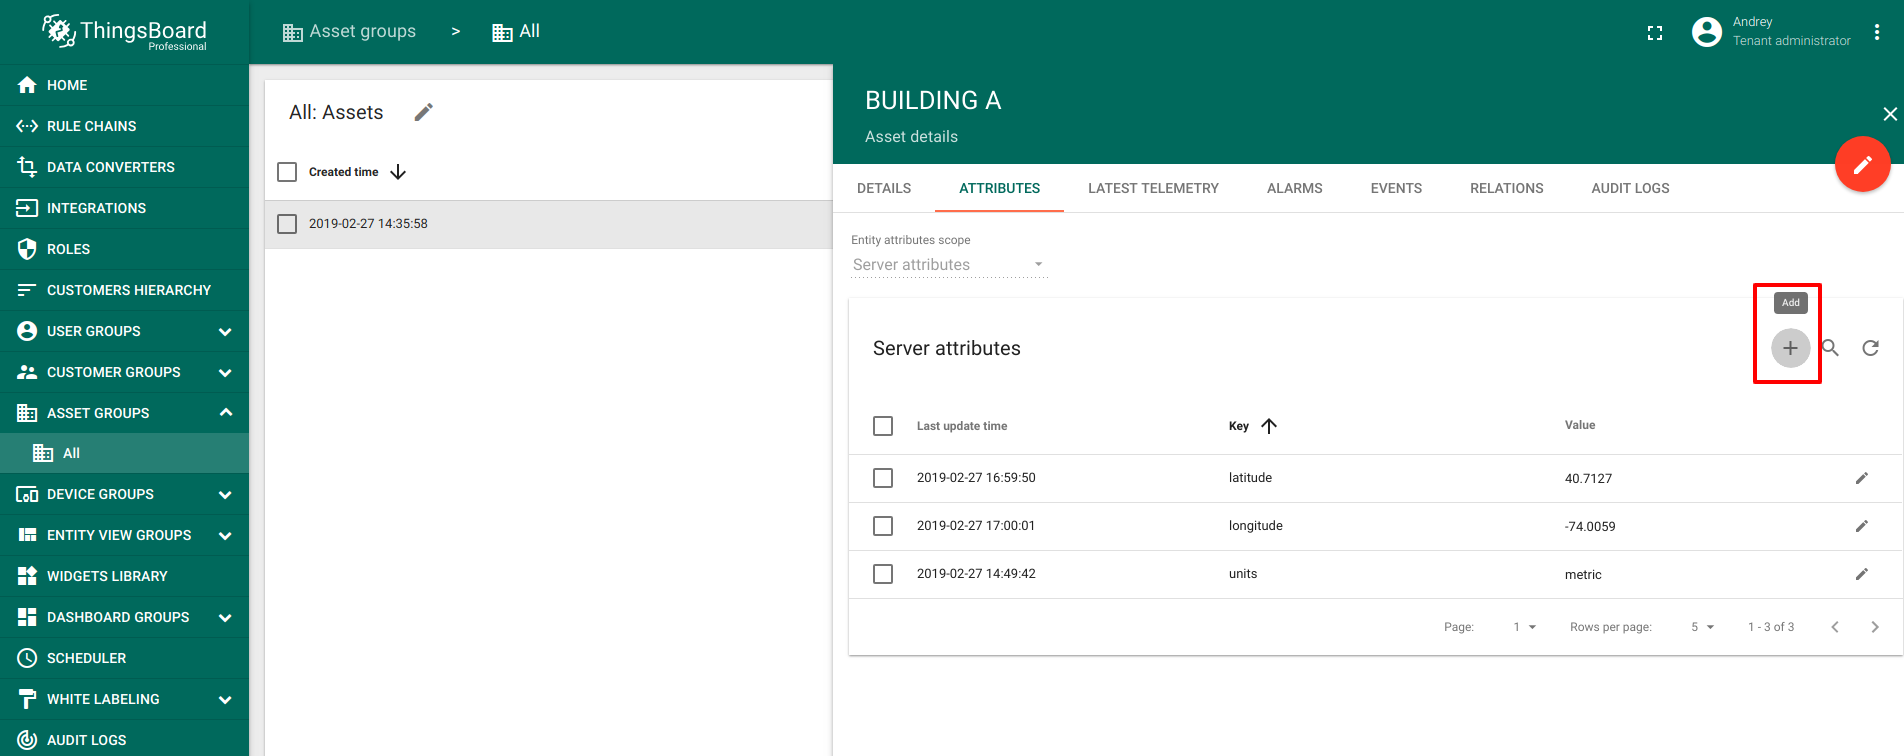 ThingsBoard
Professional
Asset groups > All
Andrey
Tenant administrator
HOME
RULE CHAINS
DATA CONVERTERS
INTEGRATIONS
ROLES
CUSTOMERS HIERARCHY
USER GROUPS
CUSTOMER GROUPS
ASSET GROUPS
All
DEVICE GROUPS
ENTITY VIEW GROUPS
WIDGETS LIBRARY
DASHBOARD GROUPS
SCHEDULER
WHITE LABELING
AUDIT LOGS
All: Assets
Created time
2019-02-27 14:35:58
BUILDING A
Asset details
DETAILS ATTRIBUTES LATEST TELEMETRY ALARMS EVENTS RELATIONS AUDIT LOGS
Entity attributes scope
Server attributes
Add
Server attributes
Last update time Key Value
2019-02-27 16:59:50 latitude 40.7127
2019-02-27 17:00:01 longitude -74.0059
2019-02-27 14:49:42 units metric
Page: 1 Rows per page: 5 1 - 3 of 3